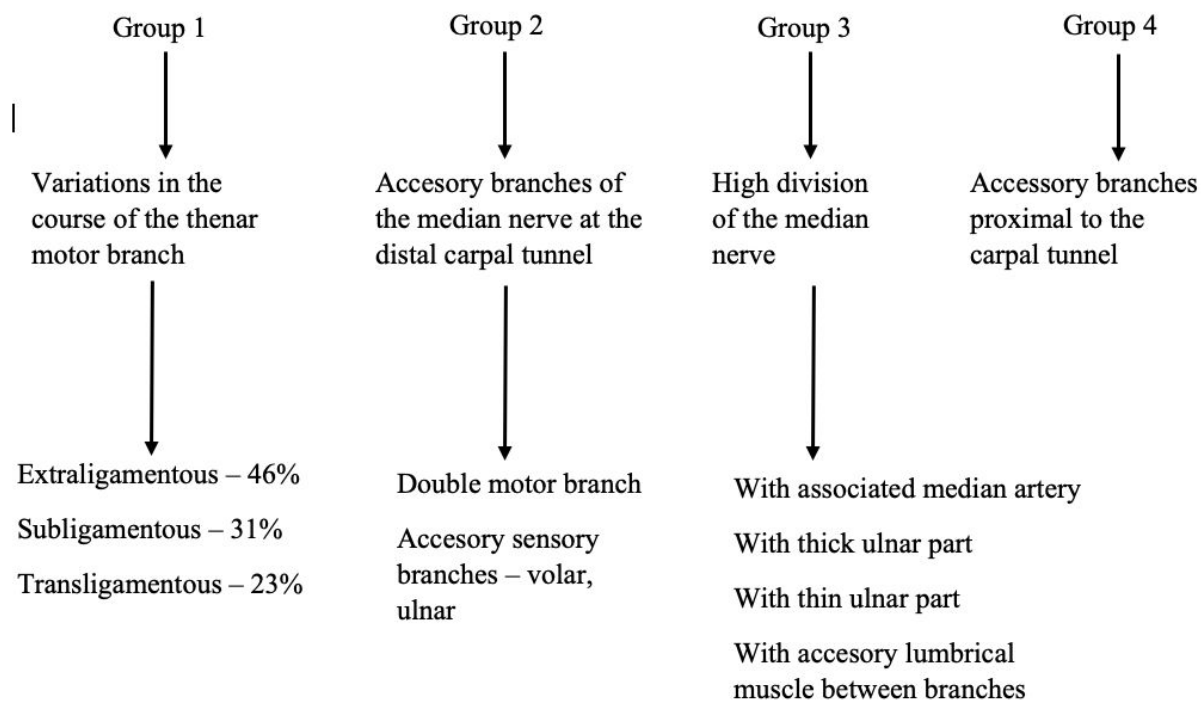 Group 1
Group 2
Group 3
Group 4
Variations in the
course of the thenar
motor branch
Accesory branches of
the median nerve at the
distal carpal tunnel
High division
of the median
nerve
Accessory branches
proximal to the
carpal tunnel
Extraligamentous – 46%
Subligamentous – 31%
Transligamentous – 23%
Double motor branch
Accesory sensory
branches – volar,
ulnar
With associated median artery
With thick ulnar part
With thin ulnar part
With accesory lumbrical
muscle between branches